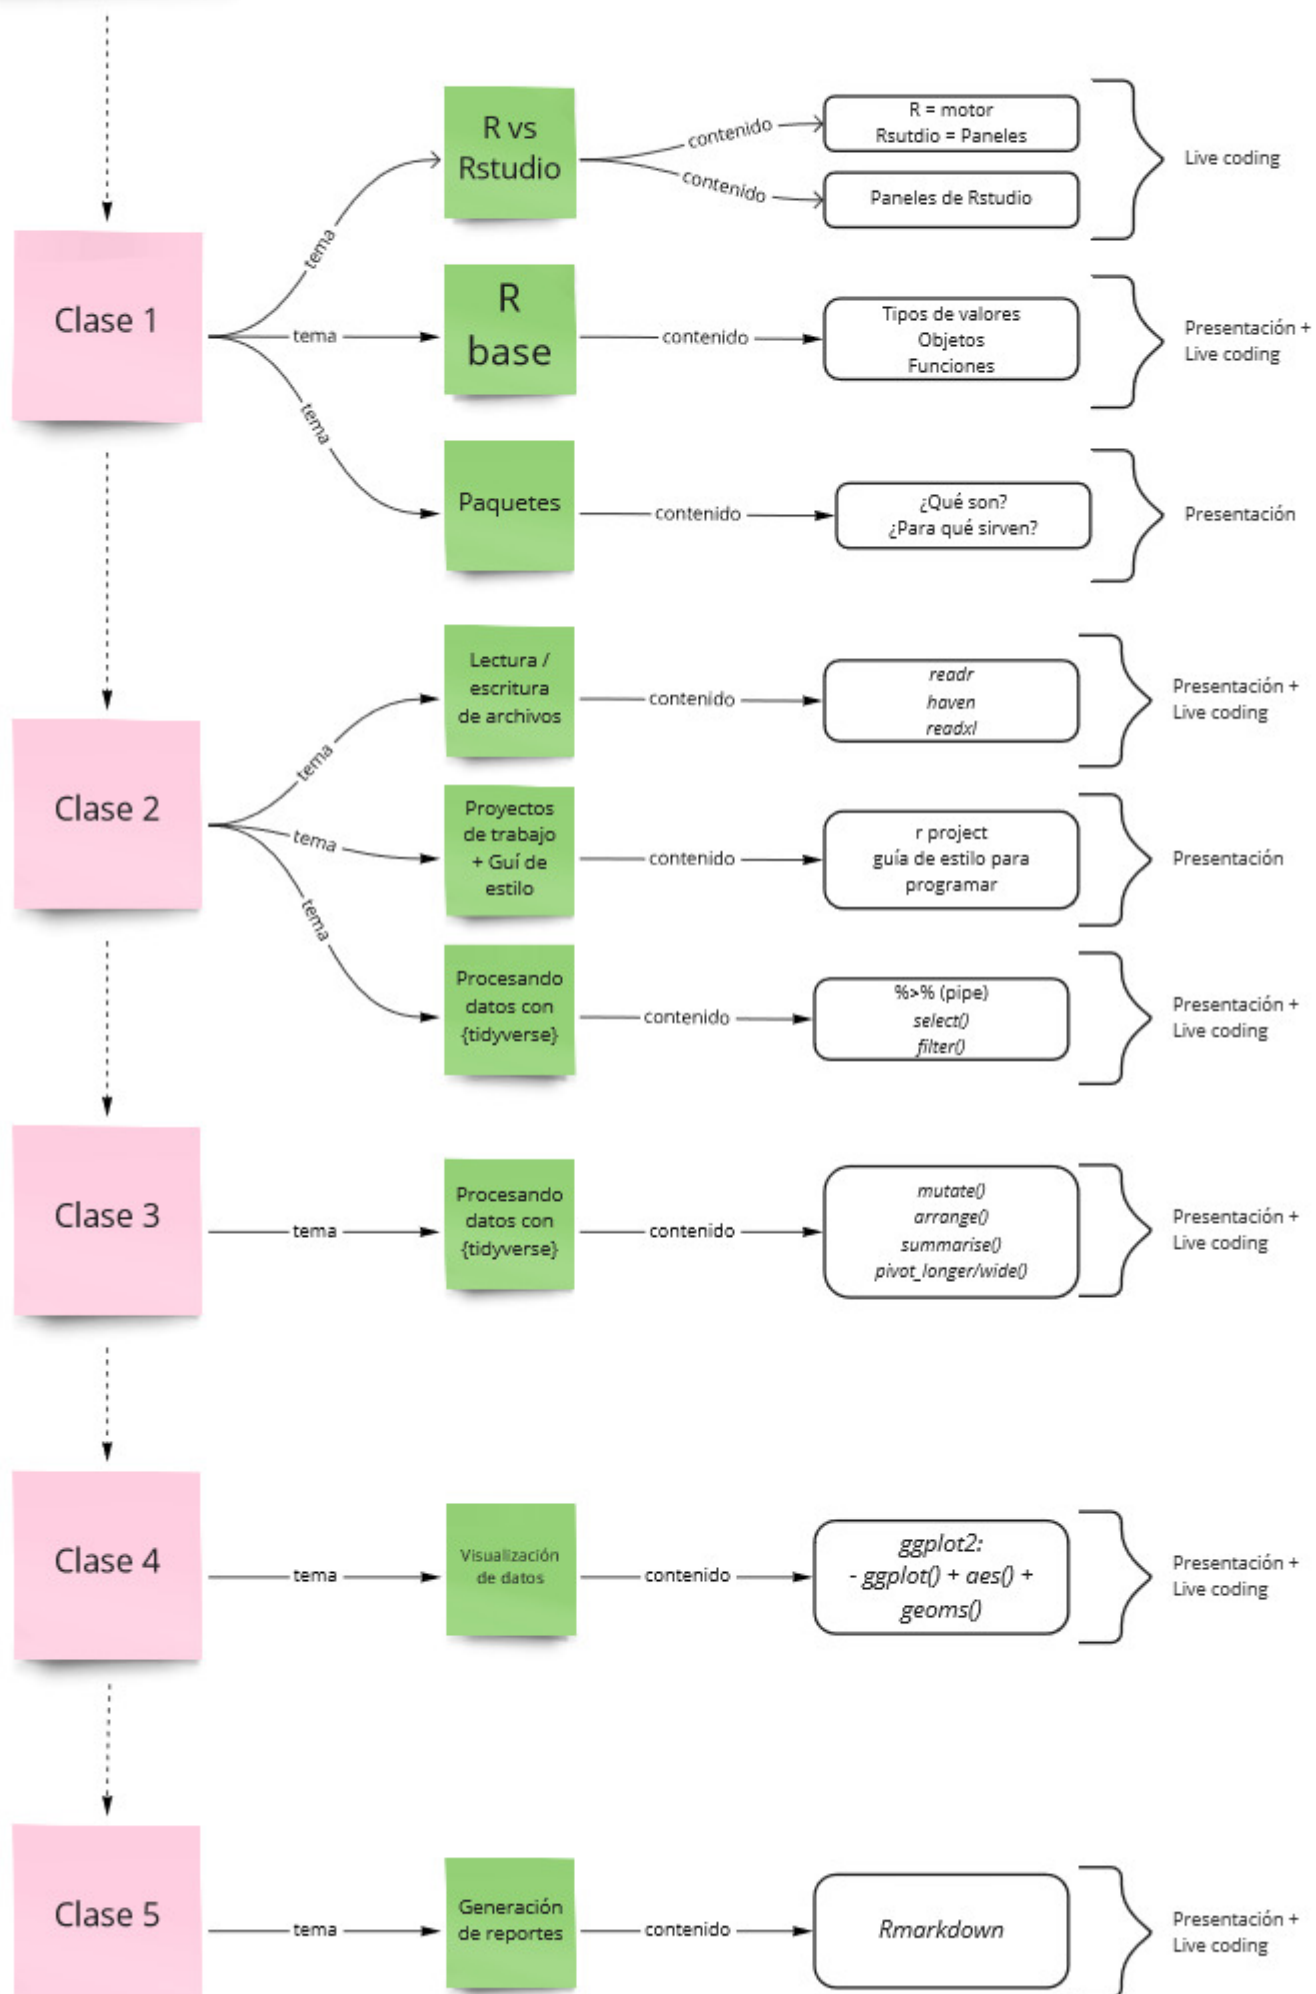 Clase 1
tema
R vs
Rstudio
contenido
R = motor
Rsutdio = Paneles
contenido
Paneles de Rstudio
Live coding
tema
R
base
contenido
Tipos de valores
Objetos
Funciones
Presentación +
Live coding
tema
Paquetes
contenido
¿Qué son?
¿Para qué sirven?
Presentación
Clase 2
tema
Lectura /
escritura
de archivos
contenido
readr
haven
readxl
Presentación +
Live coding
tema
Proyectos
de trabajo
+ Guí de
estilo
contenido
r project
guía de estilo para
programar
Presentación
tema
Procesando
datos con
{tidyverse}
contenido
%>% (pipe)
select()
filter()
Presentación +
Live coding
Clase 3
tema
Procesando
datos con
{tidyverse}
contenido
mutate()
arrange()
summarise()
pivot_longer/wide()
Presentación +
Live coding
Clase 4
tema
Visualización
de datos
contenido
ggplot2:
- ggplot() + aes() +
geoms()
Presentación +
Live coding
Clase 5
tema
Generación
de reportes
contenido
Rmarkdown
Presentación +
Live coding